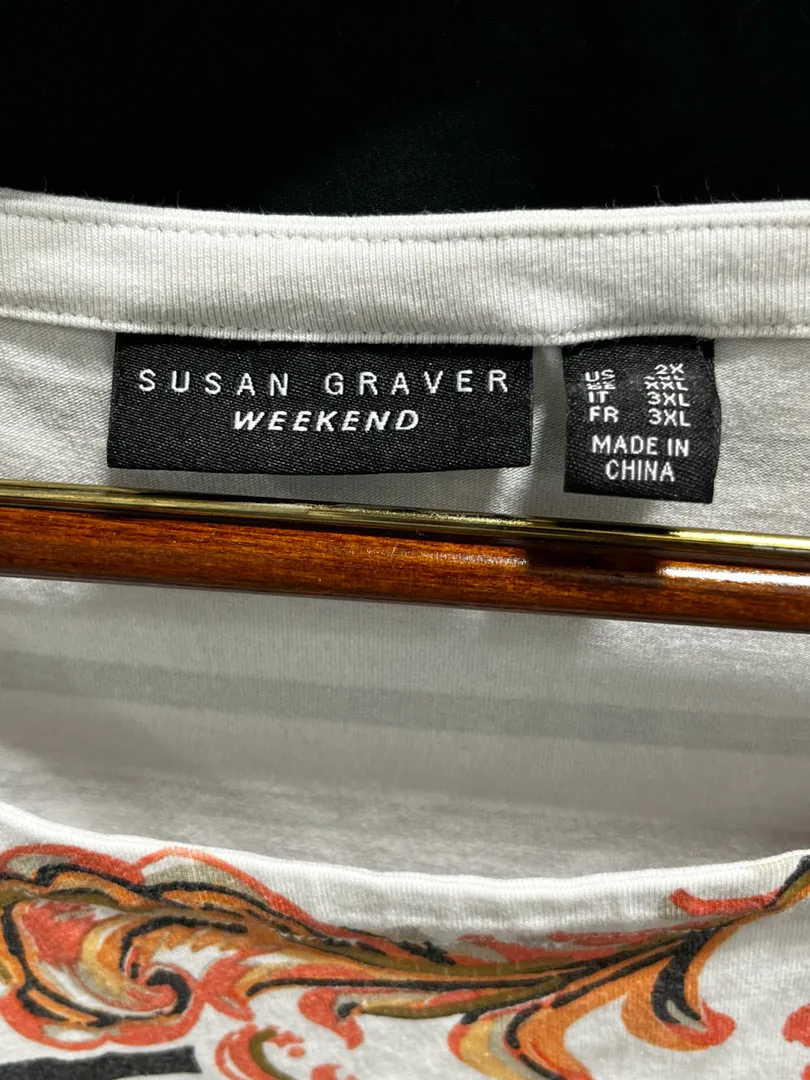 SUSAN GRAVER
WEEKEND
US 2X
XXL
IT 3XL
FR 3XL
MADE IN
CHINA